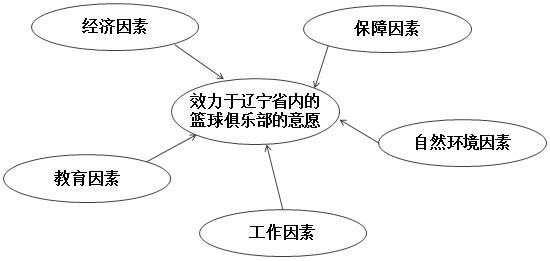 经济因素
保障因素
效力于辽宁省内的
篮球俱乐部的意愿
自然环境因素
教育因素
工作因素